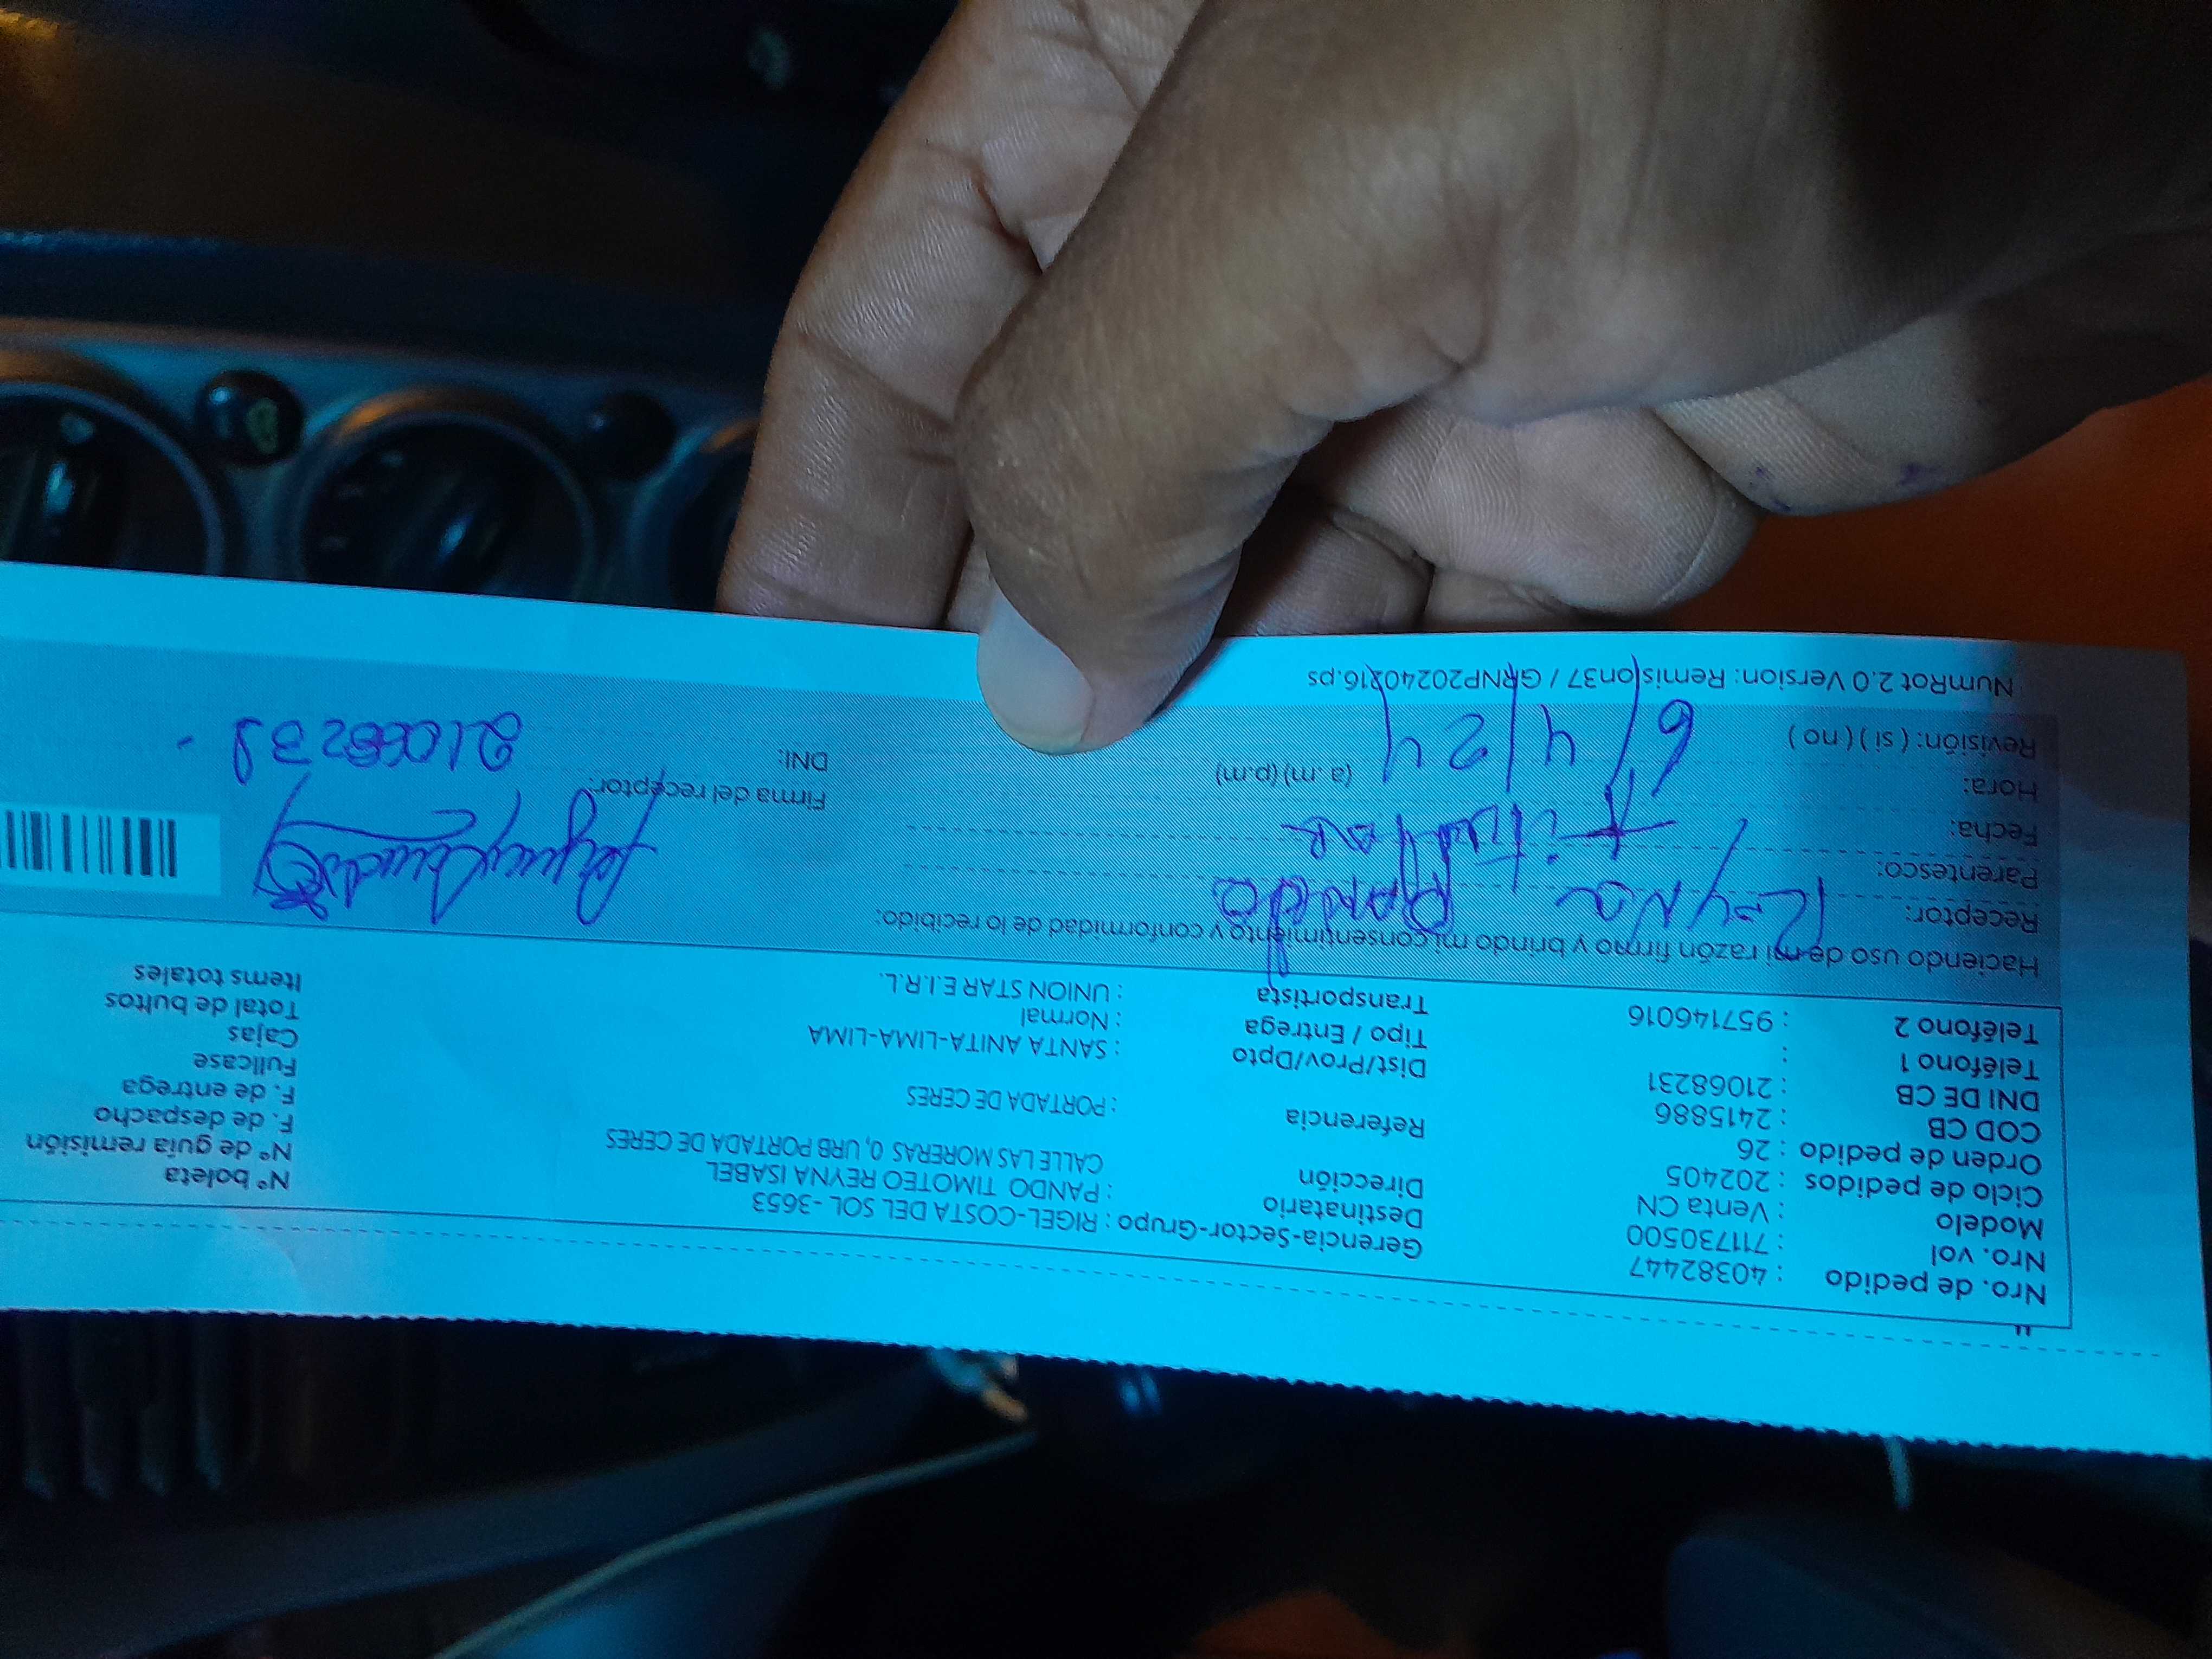 Nro. de pedido : 40382447
Nro. vol : 711730500
Modelo : Venta CN
Ciclo de pedidos : 202405
Orden de pedido : 26
COD CB : 2415886
DNI DE CB : 21068231
Teléfono 1 :
Teléfono 2 : 957146016
Gerencia-Sector-Grupo : RIGEL-COSTA DEL SOL -3653
Destinatario : PANDO TIMOTEO REYNA ISABEL
Dirección CALLE LAS MORERAS 0, URB PORTADA DE CERES
Referencia : PORTADA DE CERES
Dist/Prov/Dpto : SANTA ANITA-LIMA-LIMA
Tipo / Entrega : Normal
Transportista : UNION STAR E.I.R.L.
N° boleta
N° de guía remisión
F. de despacho
F. de entrega
Fullcase
Cajas
Total de bultos
Items totales
Haciendo uso de mi razón firmo y brindo mi consentimiento y conformidad de lo recibido:
Receptor: Reyna Pando
Parentesco: titular
Fecha: 6/4/24
Hora: (a.m) (p.m)
Revisión: ( si ) ( no )
Firma del receptor:
DNI: 21068231
NumRot 2.0 Version: Remision37 / GRNP20240216.ps